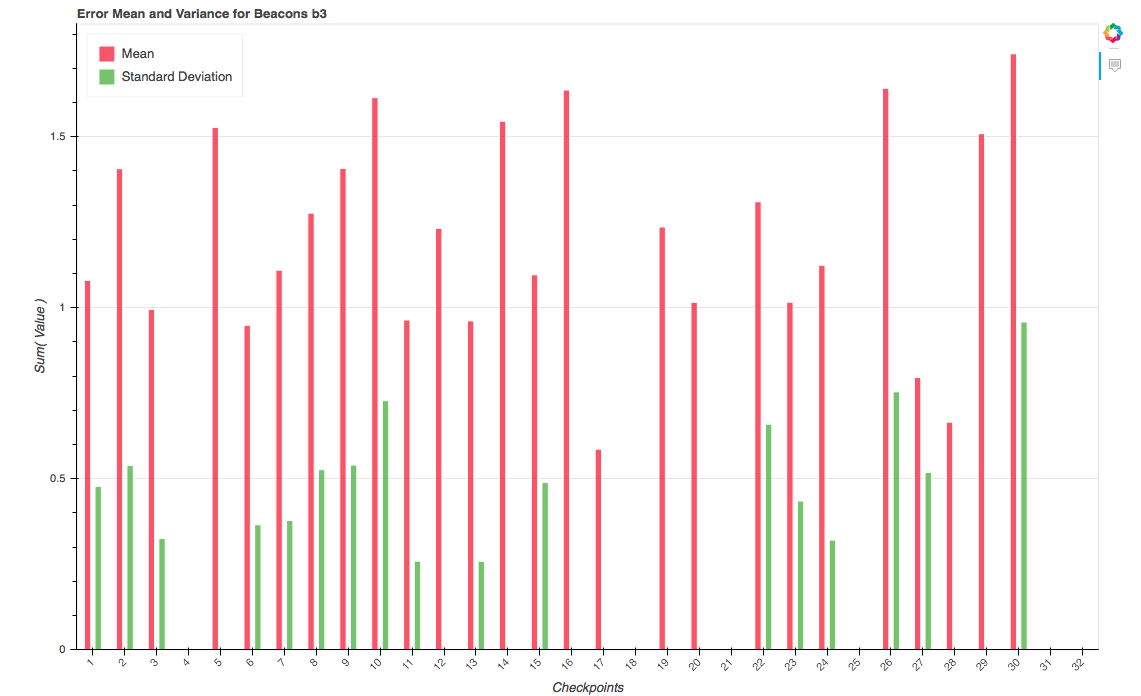 Error Mean and Variance for Beacons b3
Mean
Standard Deviation
1.5
1
0.5
0
Sum( Value )
1 2 3 4 5 6 7 8 9 10 11 12 13 14 15 16 17 18 19 20 21 22 23 24 25 26 27 28 29 30 31 32
Checkpoints